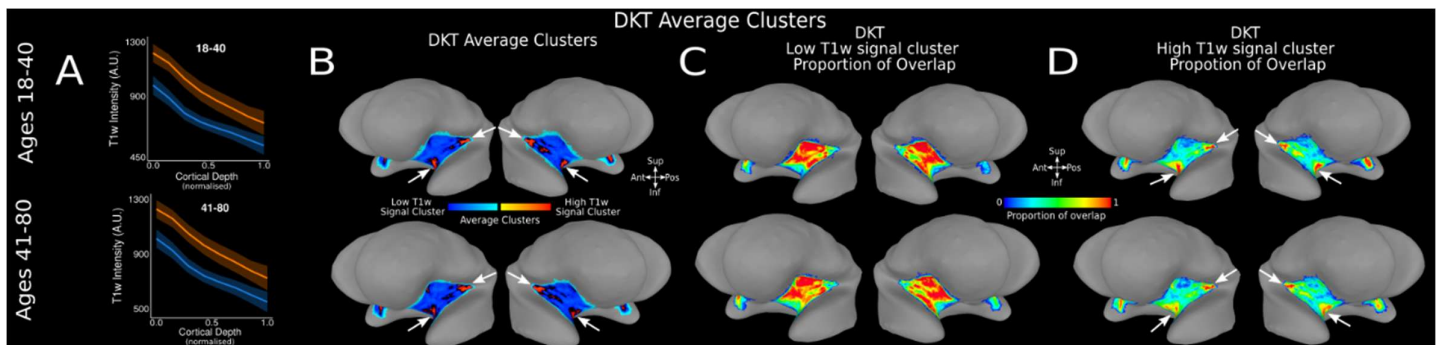 DKT Average Clusters
Ages 18-40
A
1300
900
450
T1w Intensity (A.U.)
18-40
0.0
0.5
1.0
Cortical Depth
(normalised)
B
DKT Average Clusters
C
DKT
Low T1w signal cluster
Proportion of Overlap
D
DKT
High T1w signal cluster
Propotion of Overlap
Sup
Ant
Pos
Inf
Sup
Ant
Pos
Inf
Ages 41-80
1300
900
500
T1w Intensity (A.U.)
41-80
0.0
0.5
1.0
Cortical Depth
(normalised)
Low T1w
Signal Cluster
High T1w
Signal Cluster
Average Clusters
0
1
Proportion of overlap